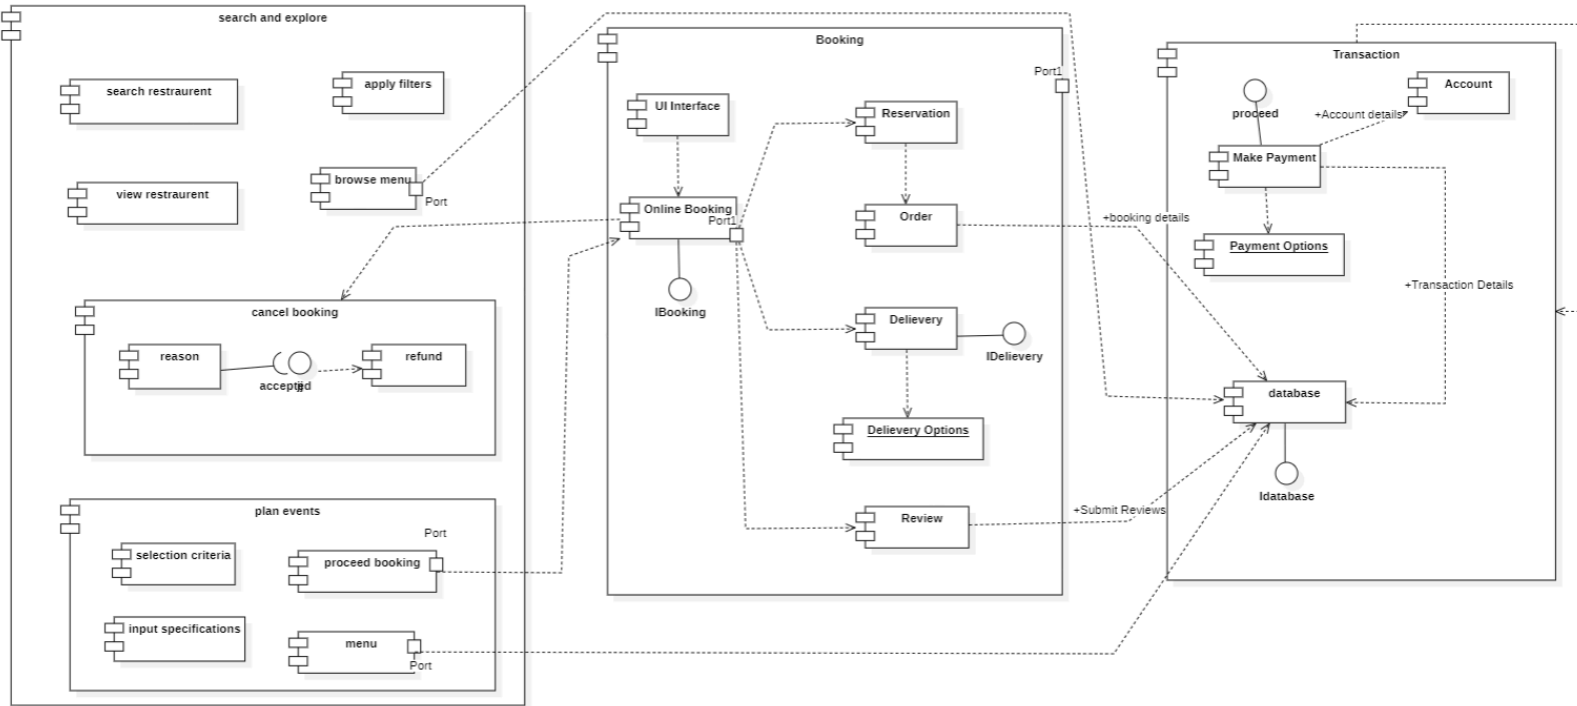 search and explore
search restraurent
apply filters
view restraurent
browse menu
Port
cancel booking
reason
refund
plan events
Port
selection criteria
proceed booking
input specifications
menu
Port
Booking
Port1
UI Interface
Reservation
Online Booking
Port1
Order
IBooking
Delievery
IDelievery
Delievery Options
Review
+booking details
+Submit Reviews
Transaction
proceed
Account
+Account details
Make Payment
Payment Options
+Transaction Details
database
Idatabase